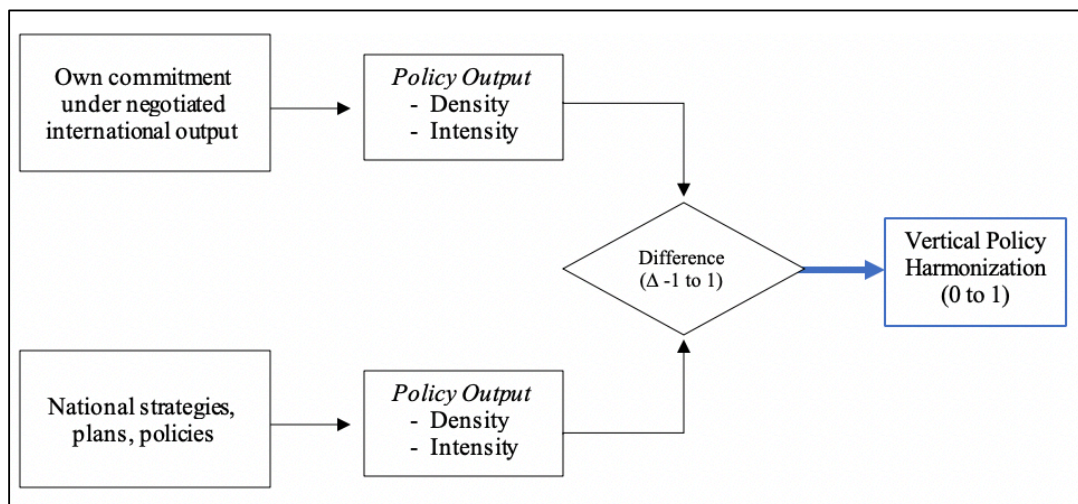 Own commitment
under negotiated
international output
Policy Output
- Density
- Intensity
Difference
(Δ -1 to 1)
Vertical Policy
Harmonization
(0 to 1)
National strategies,
plans, policies
Policy Output
- Density
- Intensity